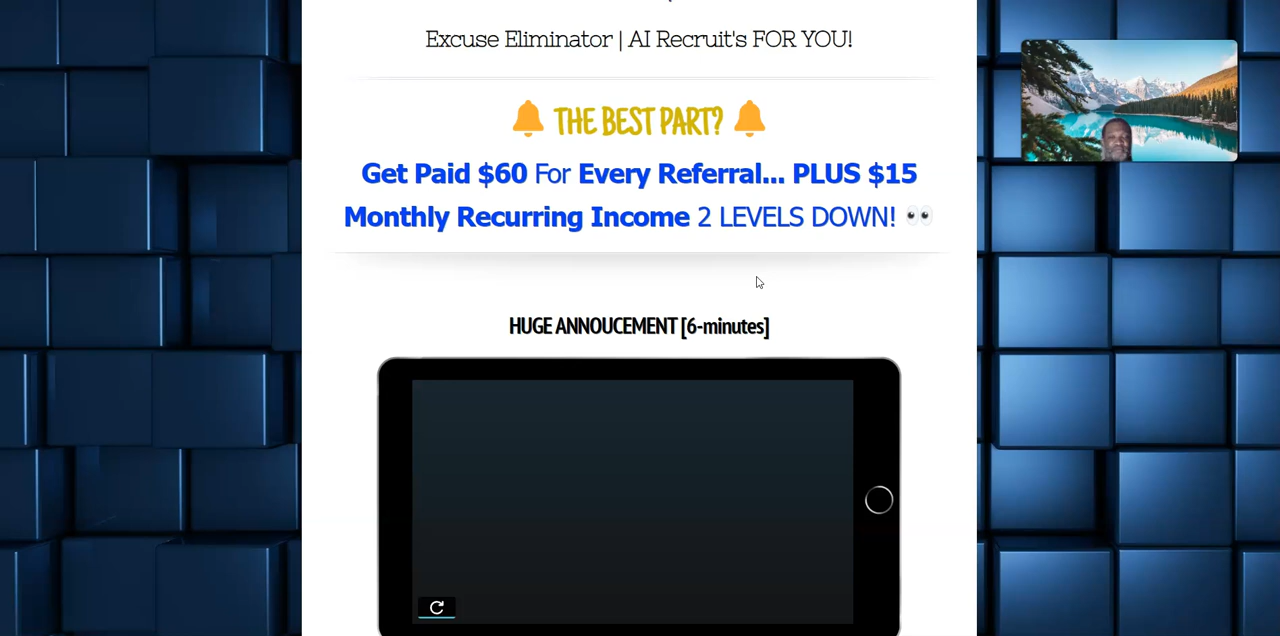 Excuse Eliminator | AI Recruit's FOR YOU!
THE BEST PART?
Get Paid $60 For Every Referral... PLUS $15
Monthly Recurring Income 2 LEVELS DOWN!
HUGE ANNOUCEMENT [6-minutes]